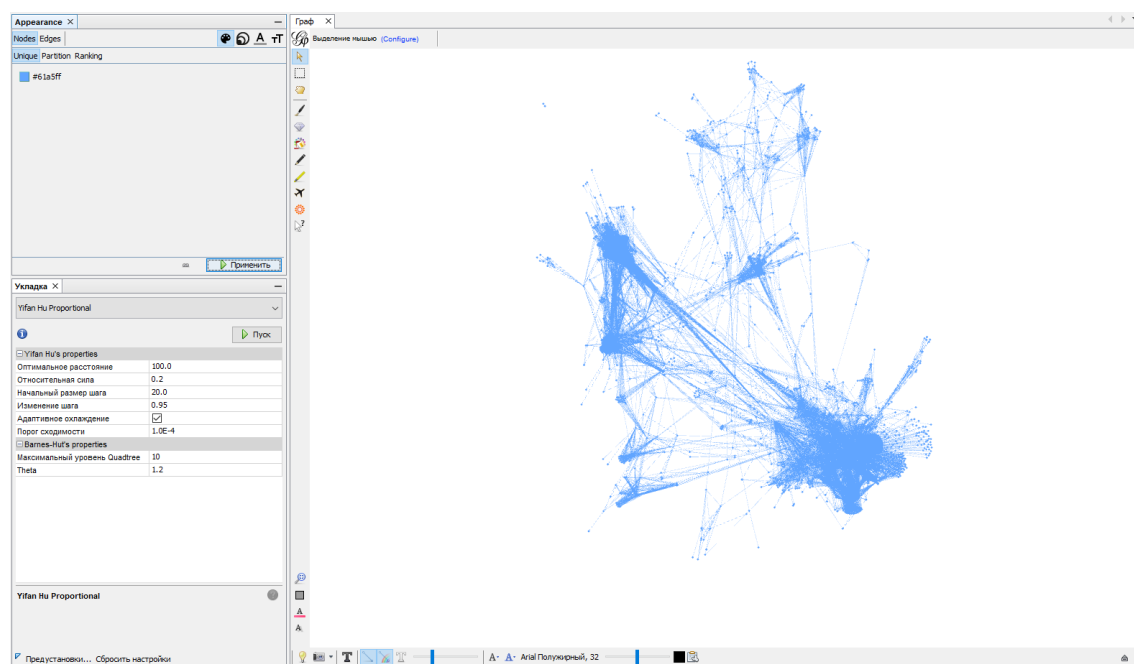 Appearance
Nodes Edges
Unique Partition Ranking
#61a5ff
Применить
Укладка
Yifan Hu Proportional
Пуск
Yifan Hu's properties
Оптимальное расстояние 100.0
Относительная сила 0.2
Начальный размер шага 20.0
Изменение шага 0.95
Адаптивное охлаждение
Порог сходимости 1.0E-4
Barnes-Hut's properties
Максимальный уровень Quadtree 10
Theta 1.2
Yifan Hu Proportional
Предустановки... Сбросить настройки
Граф
Выделение мышью (Configure)
A- A- Arial Полужирный, 32